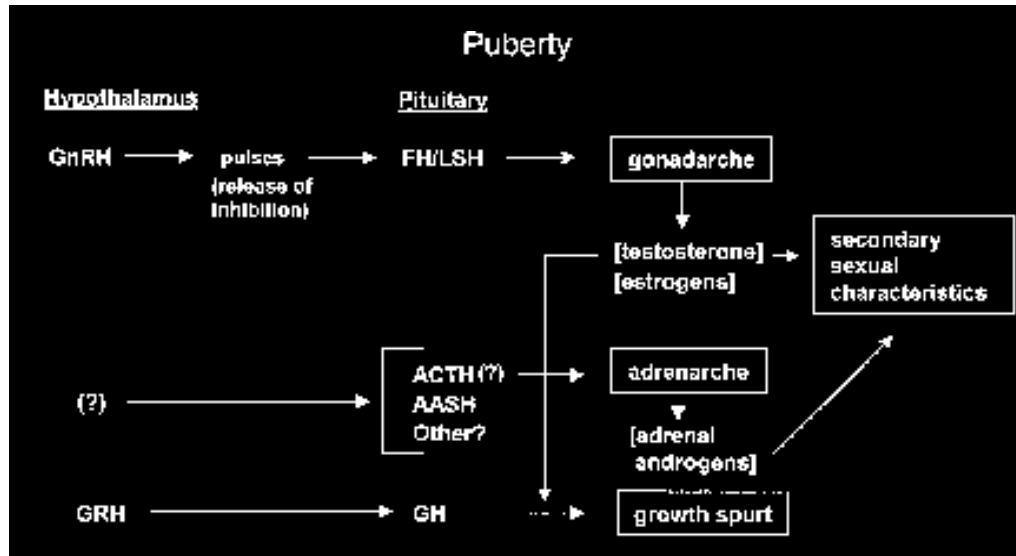 Puberty
Hypothalamus
Pituitary
GnRH
pulses
(release of
inhibition)
FH/LSH
gonadarche
[testosterone]
[estrogens]
secondary
sexual
characteristics
(?)
ACTH (?)
AASH
Other?
adrenarche
[adrenal
androgens]
GRH
GH
growth spurt